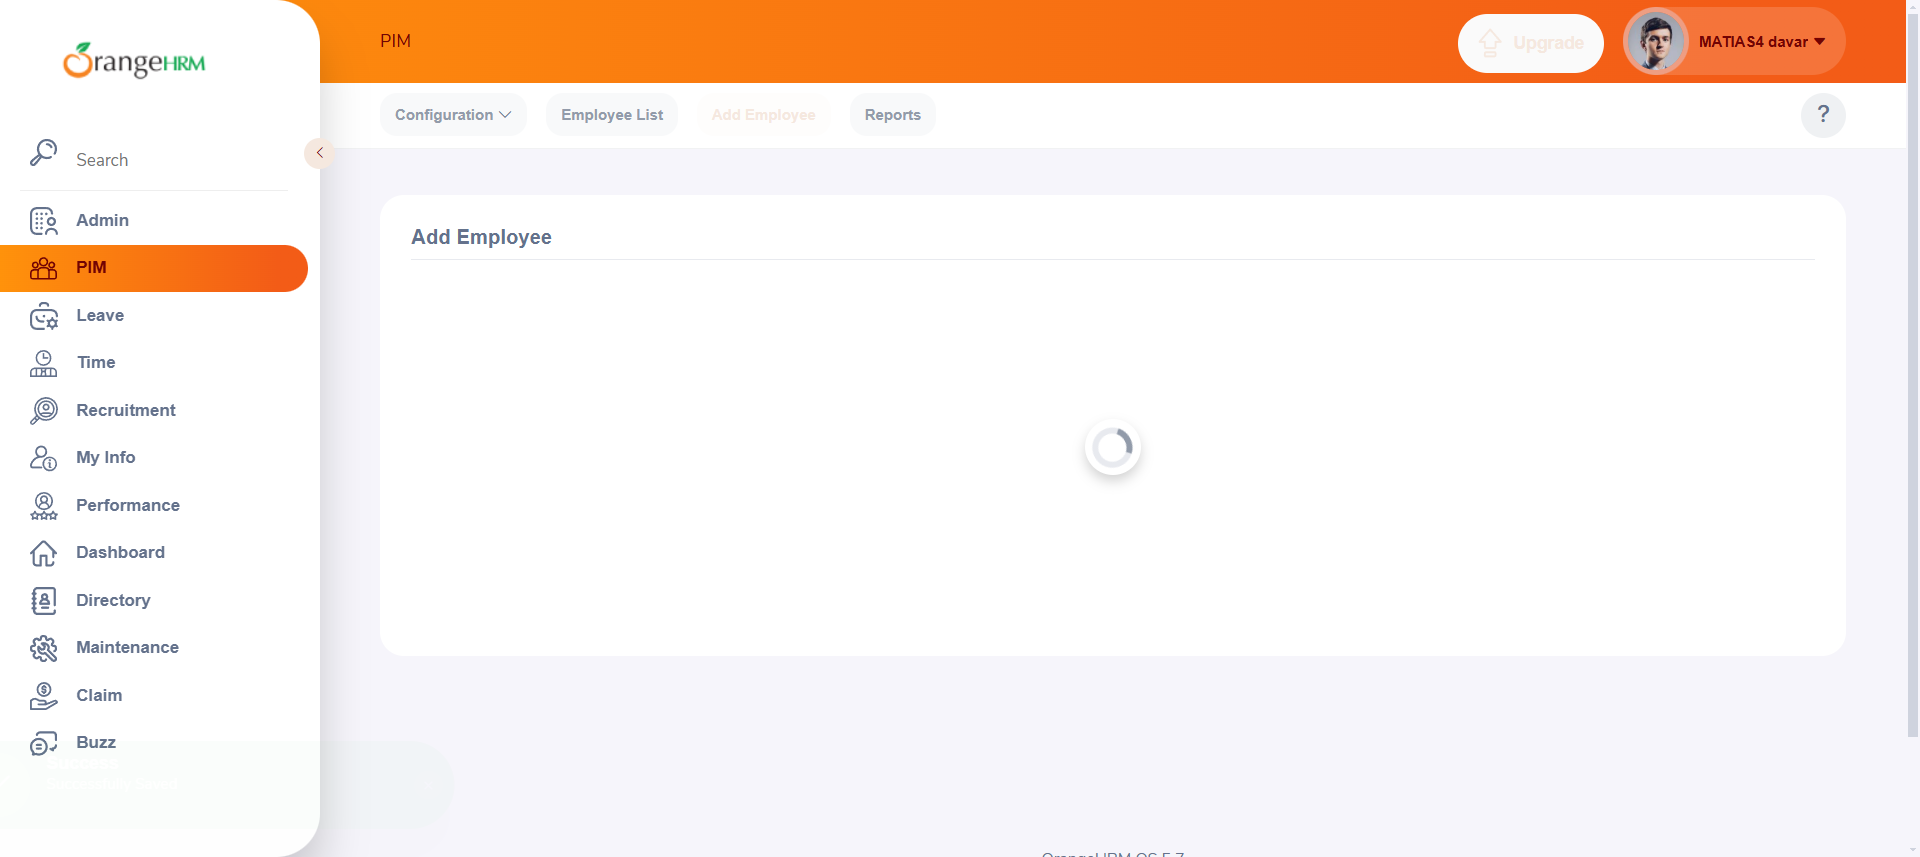 OrangeHRM
PIM
Upgrade
MATIAS4 davar
Configuration
Employee List
Add Employee
Reports
?
Search
Admin
PIM
Leave
Time
Recruitment
My Info
Performance
Dashboard
Directory
Maintenance
Claim
Buzz
Add Employee
OrangeHRM OS 5.7